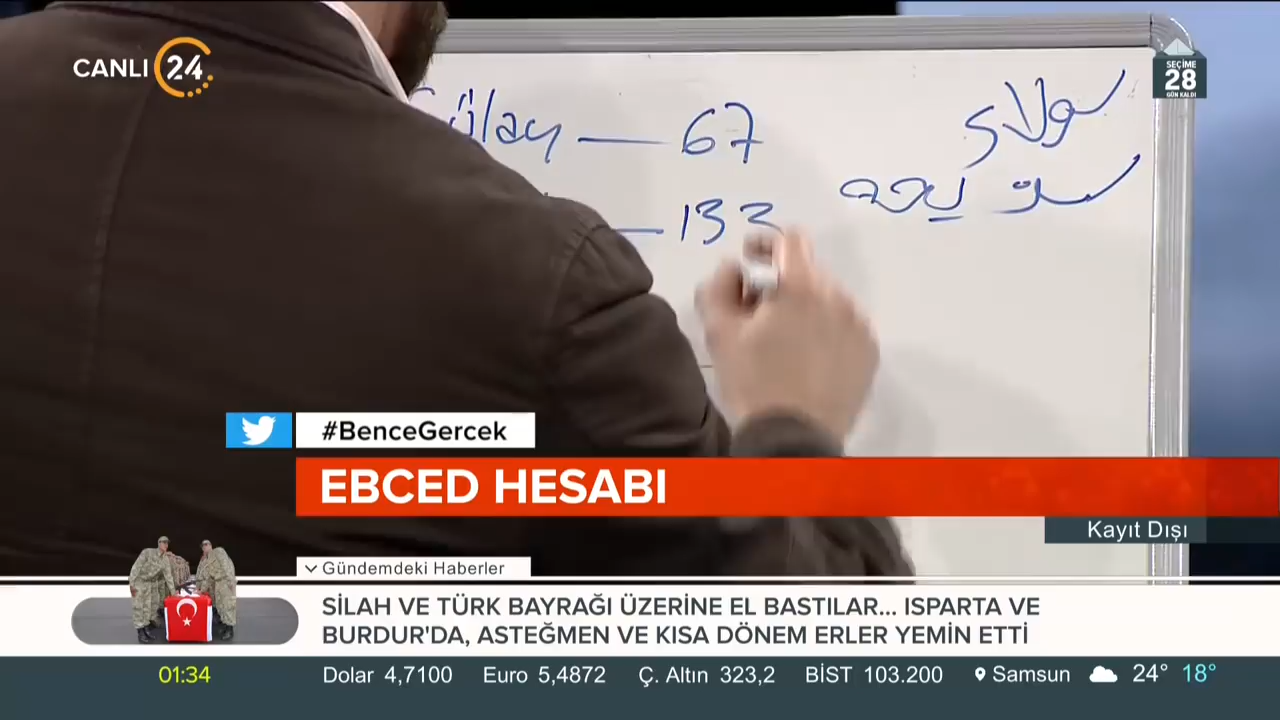 CANLI 24
SEÇİME
28
GÜN KALDI
ülay — 67
— 133
#BenceGercek
EBCED HESABI
Kayıt Dışı
Gündemdeki Haberler
SİLAH VE TÜRK BAYRAĞI ÜZERİNE EL BASTILAR... ISPARTA VE
BURDUR'DA, ASTEĞMEN VE KISA DÖNEM ERLER YEMİN ETTİ
01:34 Dolar 4,7100 Euro 5,4872 Ç. Altın 323,2 BİST 103.200 Samsun 24° 18°